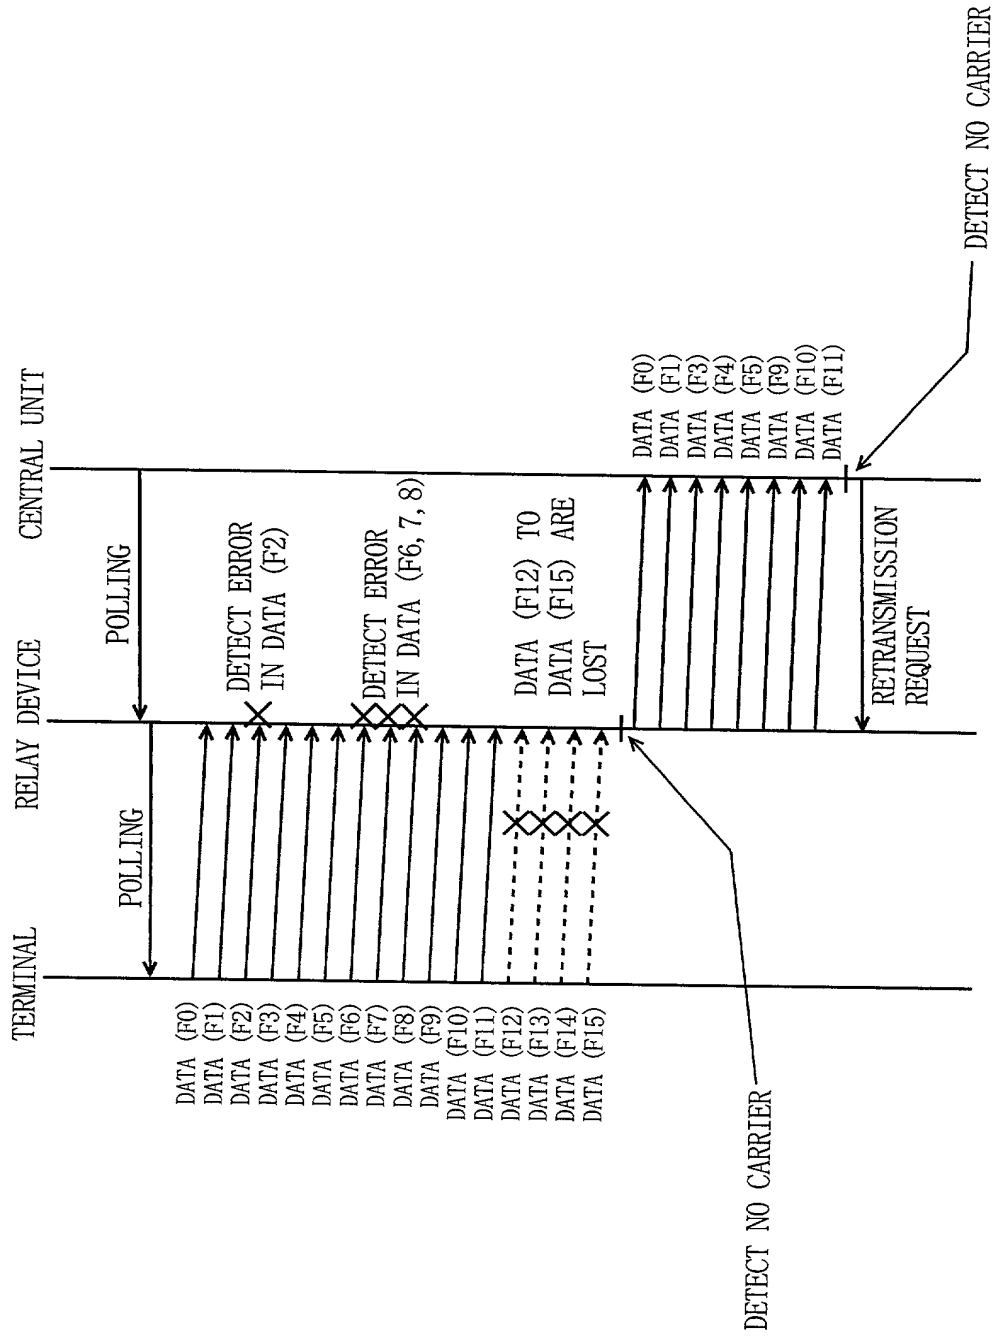 TERMINAL
RELAY DEVICE
CENTRAL UNIT
POLLING
POLLING
DATA (F0)
DATA (F1)
DATA (F2)
DATA (F3)
DATA (F4)
DATA (F5)
DATA (F6)
DATA (F7)
DATA (F8)
DATA (F9)
DATA (F10)
DATA (F11)
DATA (F12)
DATA (F13)
DATA (F14)
DATA (F15)
DETECT ERROR
IN DATA (F2)
DETECT ERROR
IN DATA (F6, 7, 8)
DATA (F12) TO
DATA (F15) ARE
LOST
DETECT NO CARRIER
DATA (F0)
DATA (F1)
DATA (F3)
DATA (F4)
DATA (F5)
DATA (F9)
DATA (F10)
DATA (F11)
RETRANSMISSION
REQUEST
DETECT NO CARRIER